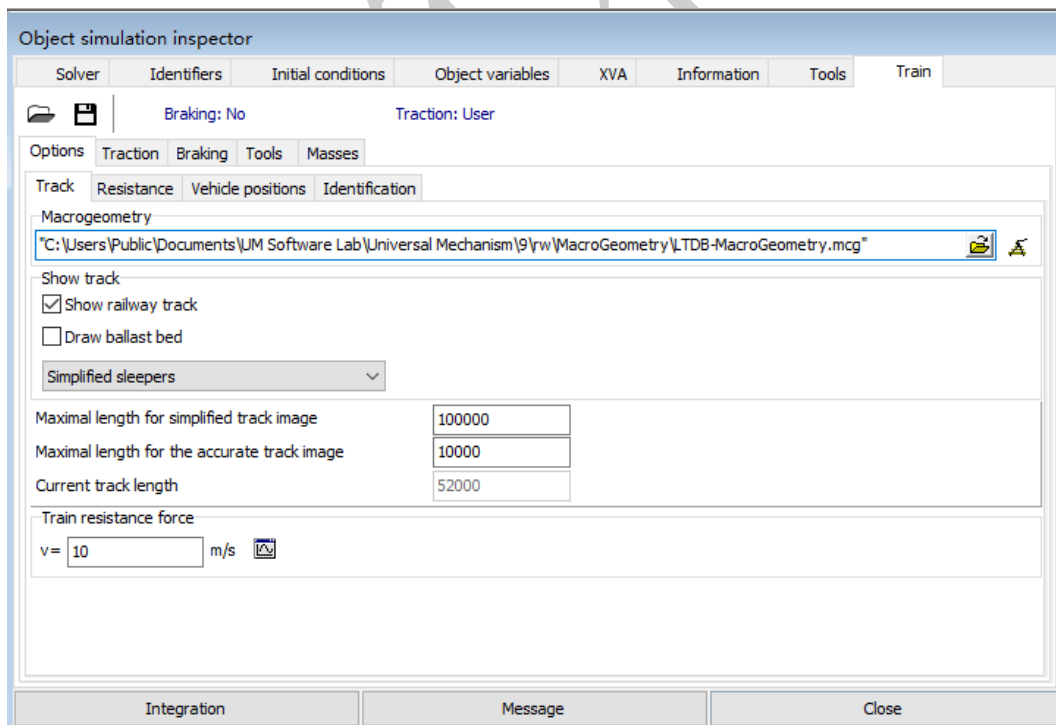 Object simulation inspector
Solver Identifiers Initial conditions Object variables XVA Information Tools Train
Braking: No Traction: User
Options Traction Braking Tools Masses
Track Resistance Vehicle positions Identification
Macrogeometry
"C:\Users\Public\Documents\UM Software Lab\Universal Mechanism\9\rw\MacroGeometry\LTDB-MacroGeometry.mcg"
Show track
Show railway track
Draw ballast bed
Simplified sleepers
Maximal length for simplified track image 100000
Maximal length for the accurate track image 10000
Current track length 52000
Train resistance force
v= 10 m/s
Integration Message Close